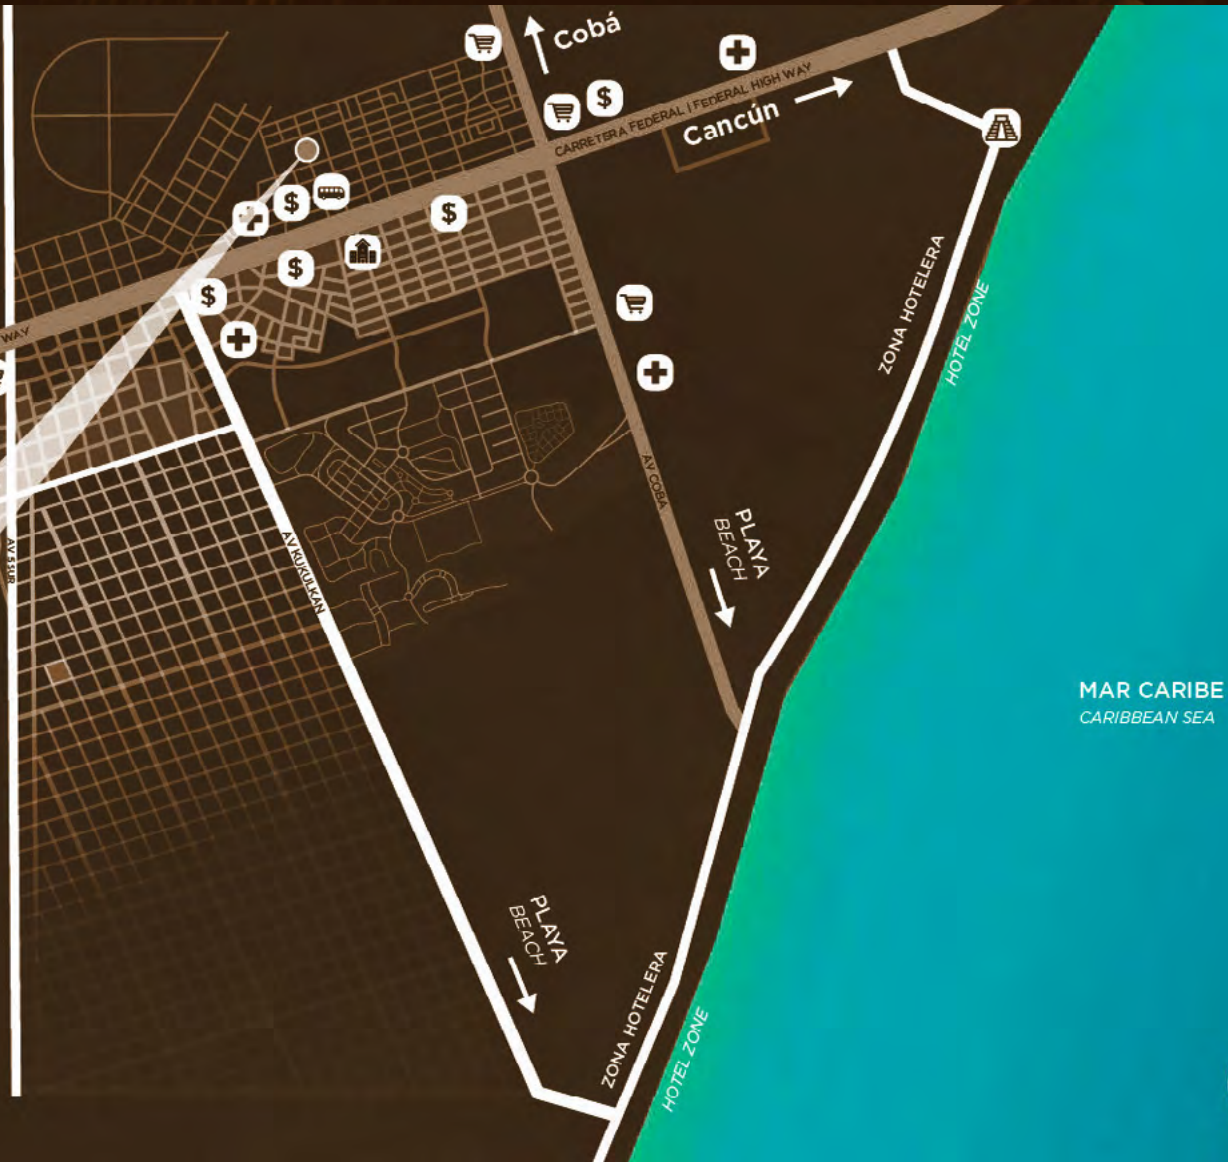 Cobá
CARRETERA FEDERAL I FEDERAL HIGH WAY
Cancún
$
$
$
$
$
WAY
ZONA HOTELERA
HOTEL ZONE
AV COBA
PLAYA
BEACH
AV 5 SUR
AV KUKULKAN
MAR CARIBE
CARIBBEAN SEA
PLAYA
BEACH
ZONA HOTELERA
HOTEL ZONE